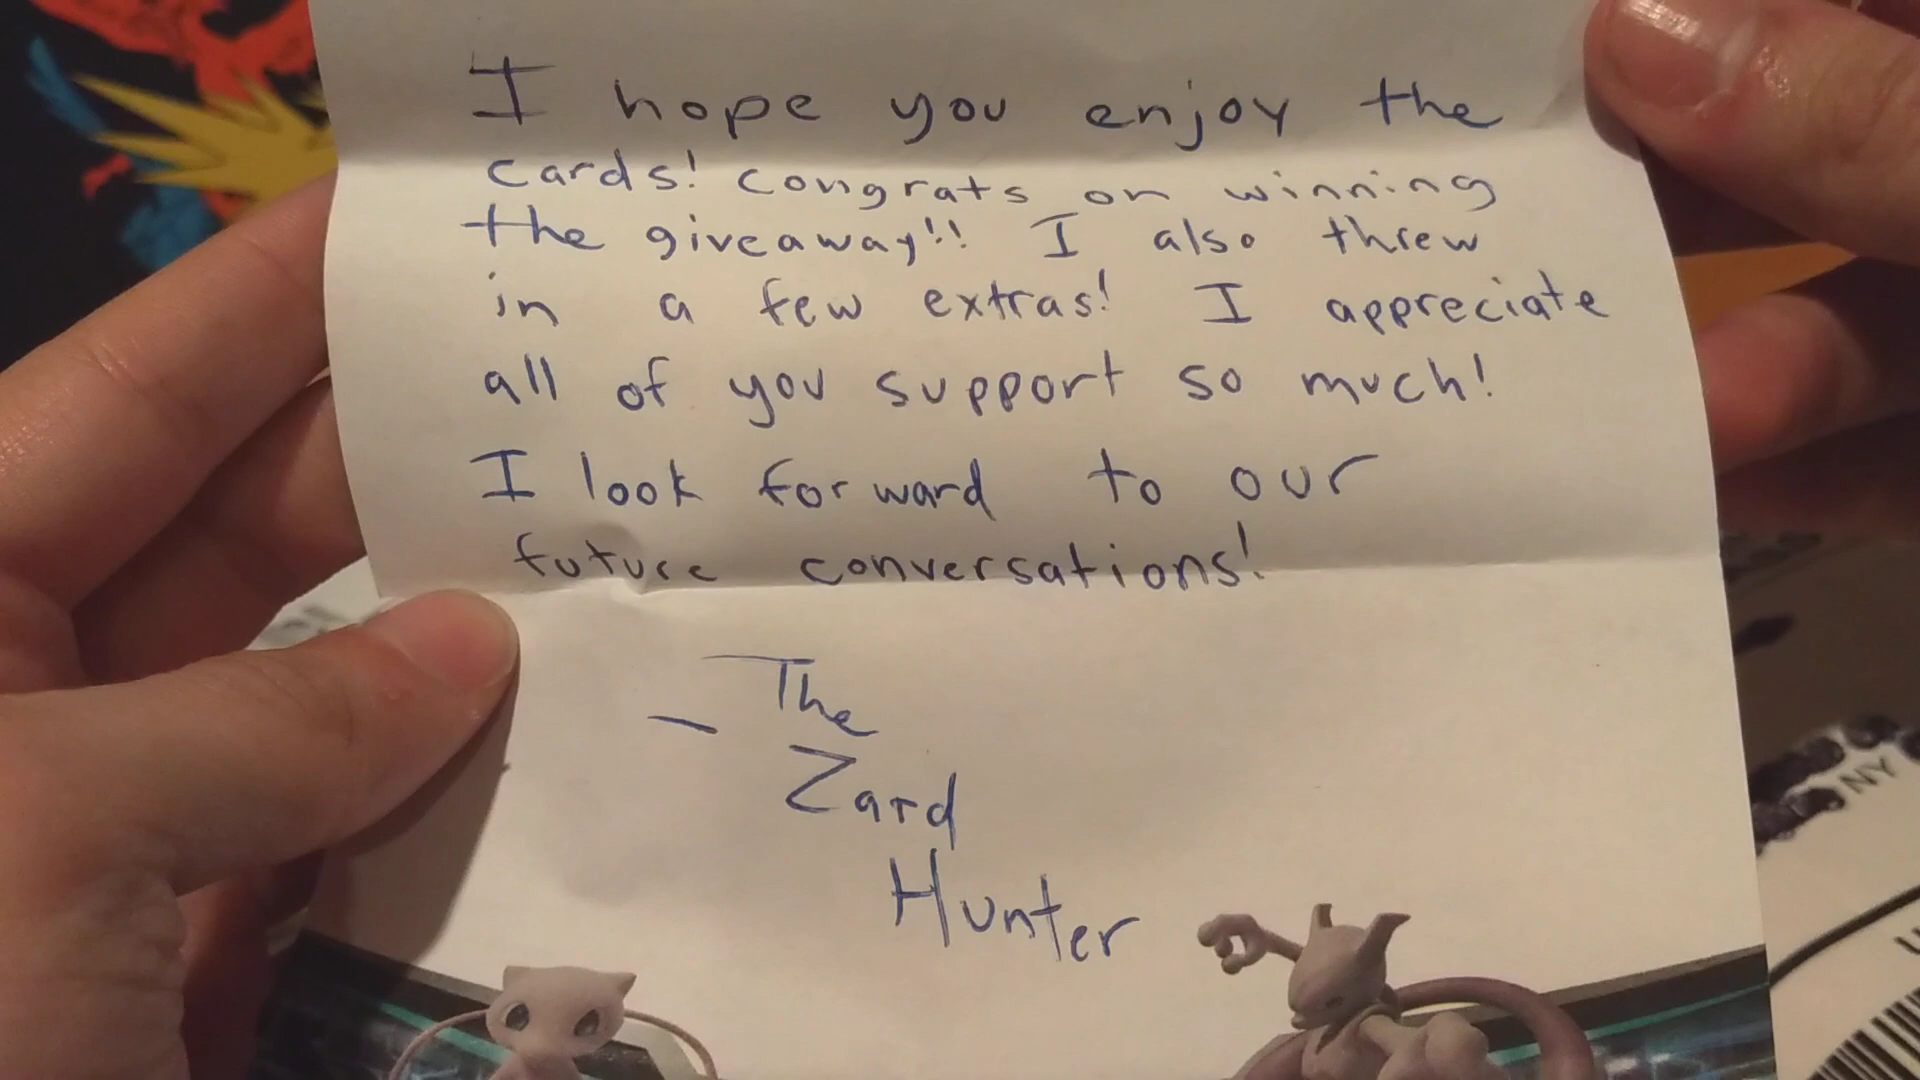 I hope you enjoy the
cards! Congrats on winning
the giveaway!! I also threw
in a few extras! I appreciate
all of you support so much!
I look forward to our
future conversations!
- The
Zard
Hunter
NY